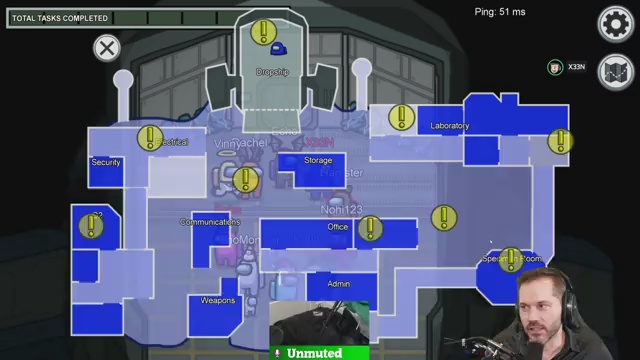 TOTAL TASKS COMPLETED
Ping: 51 ms
X33N
Dropship
Laboratory
Electrical
Security
Storage
Nohi123
Communications
Office
Specimen Room
Admin
Weapons
Unmuted